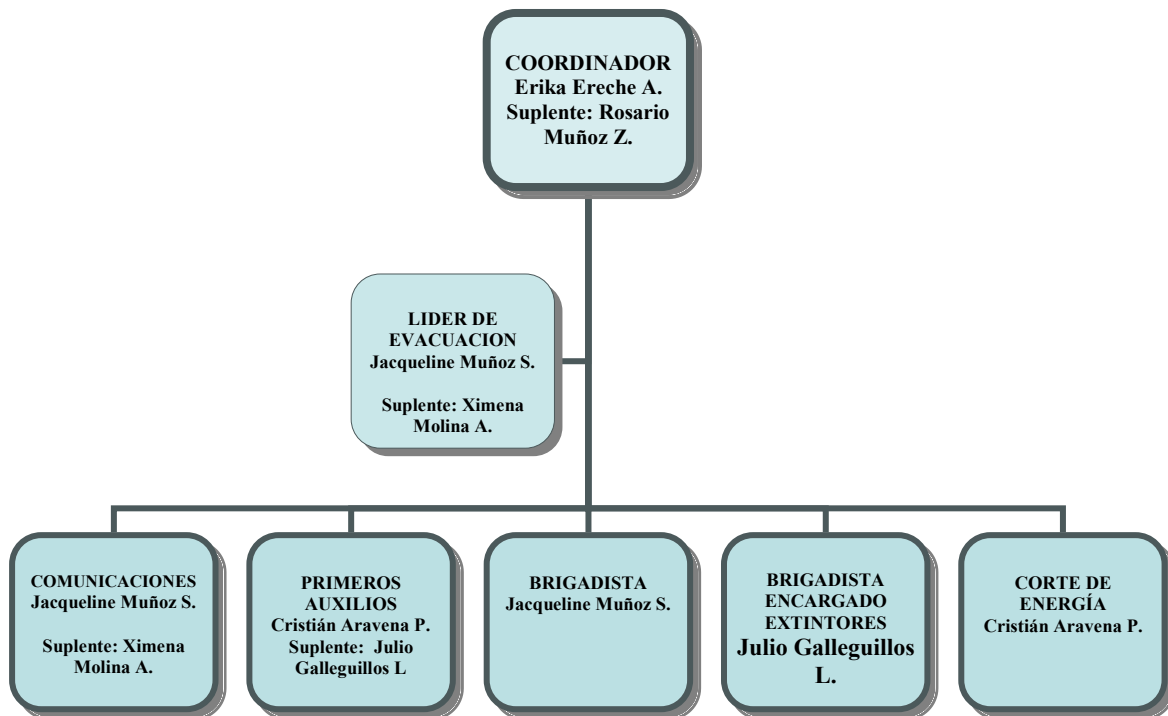 COORDINADOR
Erika Ereche A.
Suplente: Rosario
Muñoz Z.
LIDER DE
EVACUACION
Jacqueline Muñoz S.
Suplente: Ximena
Molina A.
COMUNICACIONES
Jacqueline Muñoz S.
Suplente: Ximena
Molina A.
PRIMEROS
AUXILIOS
Cristián Aravena P.
Suplente: Julio
Galleguillos L
BRIGADISTA
Jacqueline Muñoz S.
BRIGADISTA
ENCARGADO
EXTINTORES
Julio Galleguillos
L.
CORTE DE
ENERGÍA
Cristián Aravena P.